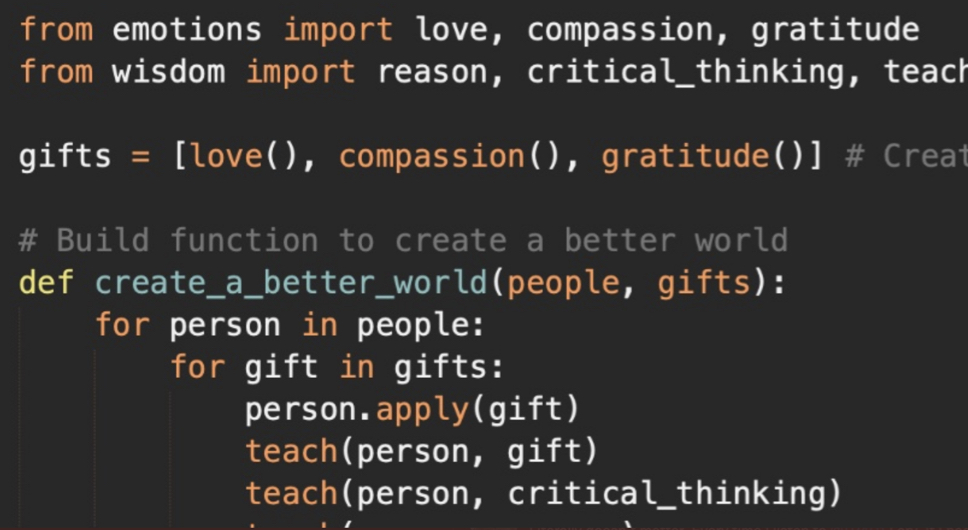 from emotions import love, compassion, gratitude
from wisdom import reason, critical_thinking, teach
gifts = [love(), compassion(), gratitude()] # Creat
# Build function to create a better world
def create_a_better_world(people, gifts):
for person in people:
for gift in gifts:
person.apply(gift)
teach(person, gift)
teach(person, critical_thinking)